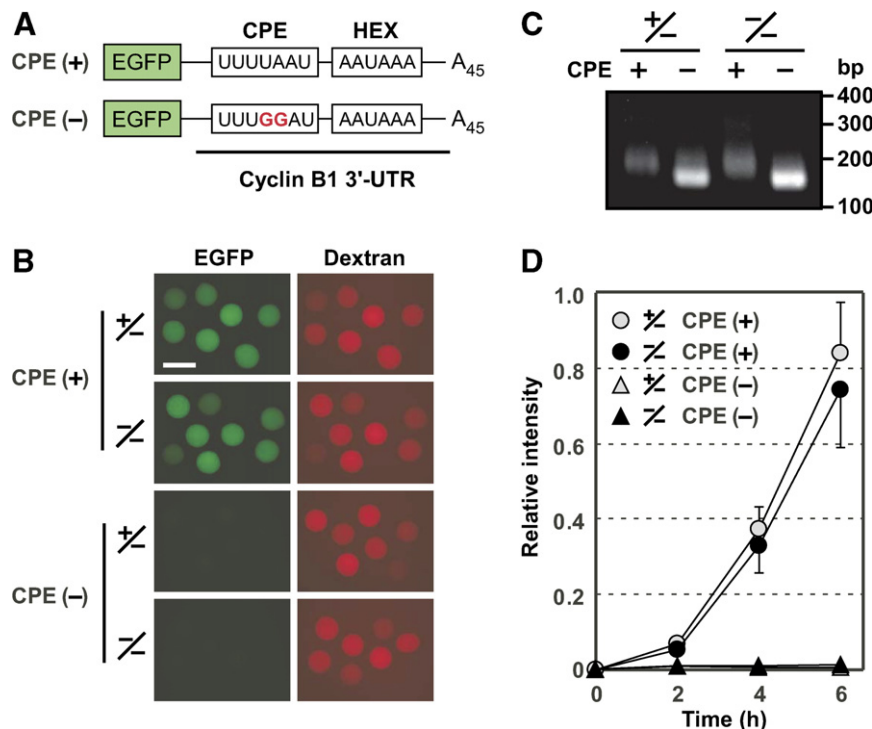 A
CPE HEX
CPE (+) EGFP UUUUAAU AAUAAA A45
CPE (−) EGFP UUUGGAU AAUAAA A45
Cyclin B1 3'-UTR
B
EGFP Dextran
CPE (+)
+/−
−/−
CPE (−)
+/−
−/−
C
+/− −/−
CPE + − + − bp
400
300
200
100
D
1.0
0.8
0.6
0.4
0.2
0
Relative intensity
+/− CPE (+)
−/− CPE (+)
+/− CPE (−)
−/− CPE (−)
0 2 4 6
Time (h)